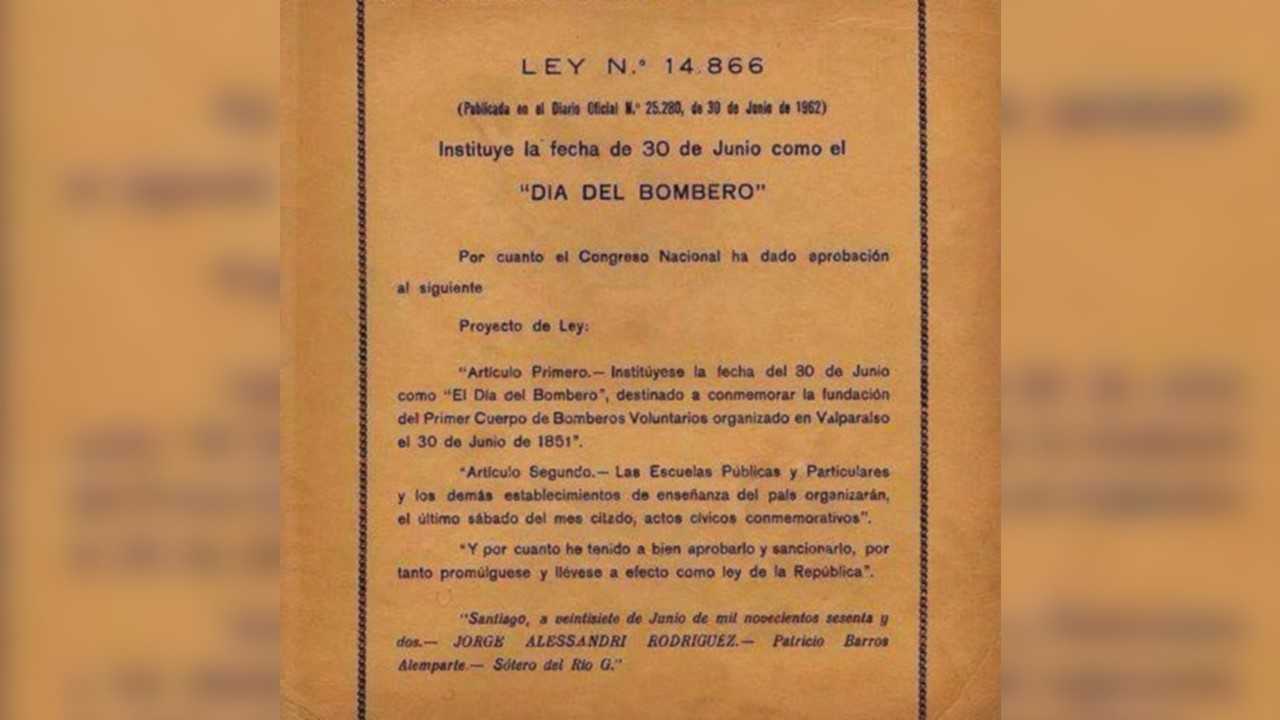 LEY N.º 14.866
(Publicada en el Diario Oficial N.º 25.280, de 30 de Junio de 1962)
Instituye la fecha de 30 de Junio como el
"DIA DEL BOMBERO"
Por cuanto el Congreso Nacional ha dado aprobación
al siguiente
Proyecto de Ley:
"Artículo Primero.— Institúyese la fecha del 30 de Junio
como "El Día del Bombero", destinado a conmemorar la fundación
del Primer Cuerpo de Bomberos Voluntarios organizado en Valparaíso
el 30 de Junio de 1851".
"Artículo Segundo.— Las Escuelas Públicas y Particulares
y los demás establecimientos de enseñanza del país organizarán,
el último sábado del mes citado, actos cívicos conmemorativos".
"Y por cuanto he tenido a bien aprobarlo y sancionarlo, por
tanto promúlguese y llévese a efecto como ley de la República".
"Santiago, a veintisiete de Junio de mil novecientos sesenta y
dos.— JORGE ALESSANDRI RODRIGUEZ.— Patricio Barros
Alemparte.— Sótero del Río G."